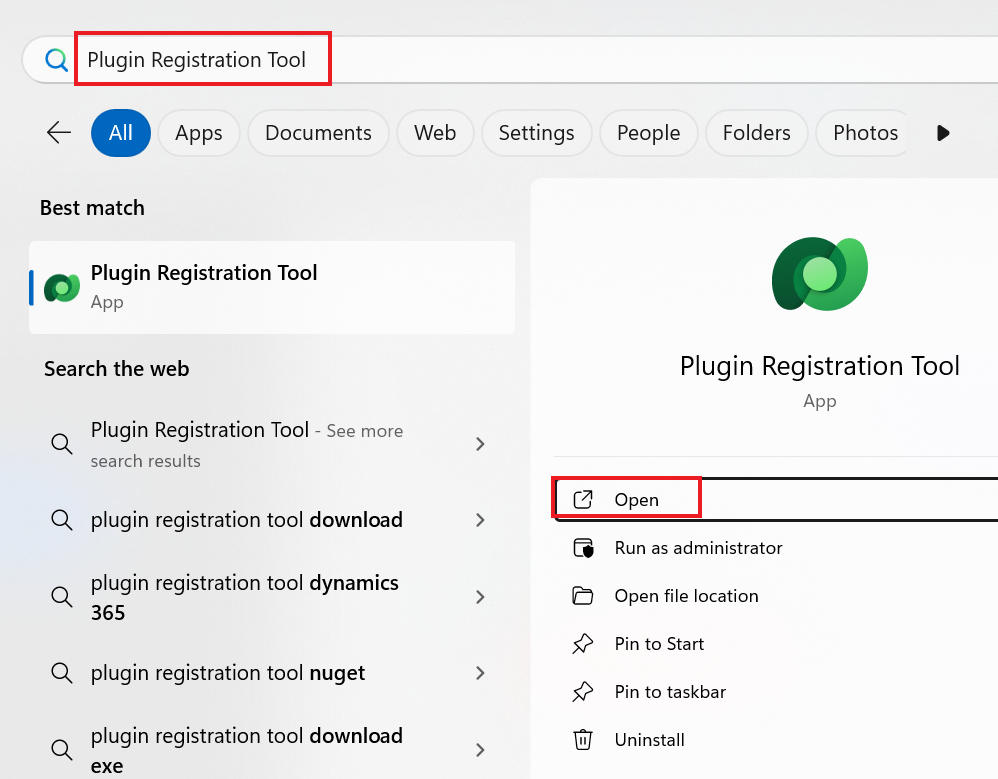 Plugin Registration Tool
All
Apps
Documents
Web
Settings
People
Folders
Photos
Best match
Plugin Registration Tool
App
Search the web
Plugin Registration Tool - See more
search results
plugin registration tool download
plugin registration tool dynamics
365
plugin registration tool nuget
plugin registration tool download
exe
Plugin Registration Tool
App
Open
Run as administrator
Open file location
Pin to Start
Pin to taskbar
Uninstall